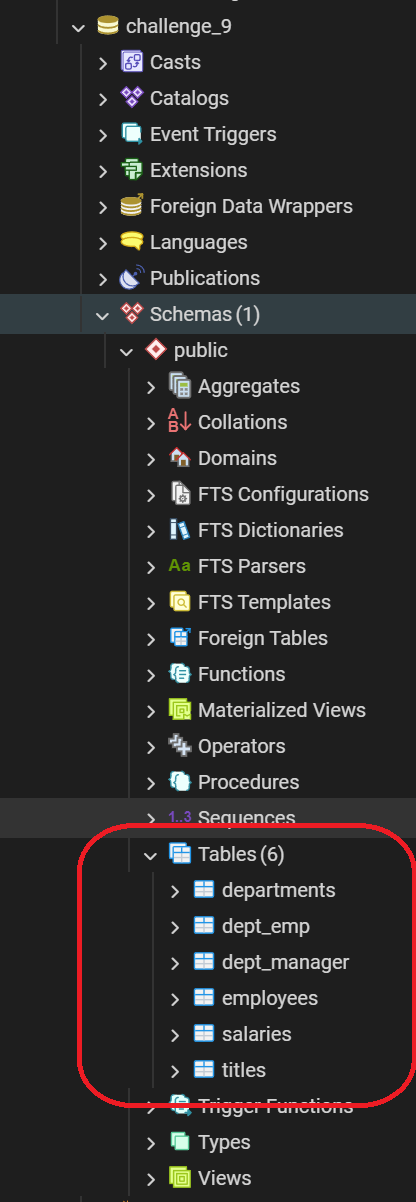 challenge_9
Casts
Catalogs
Event Triggers
Extensions
Foreign Data Wrappers
Languages
Publications
Schemas (1)
public
Aggregates
Collations
Domains
FTS Configurations
FTS Dictionaries
Aa FTS Parsers
FTS Templates
Foreign Tables
Functions
Materialized Views
Operators
Procedures
1..3 Sequences
Tables (6)
departments
dept_emp
dept_manager
employees
salaries
titles
Trigger Functions
Types
Views